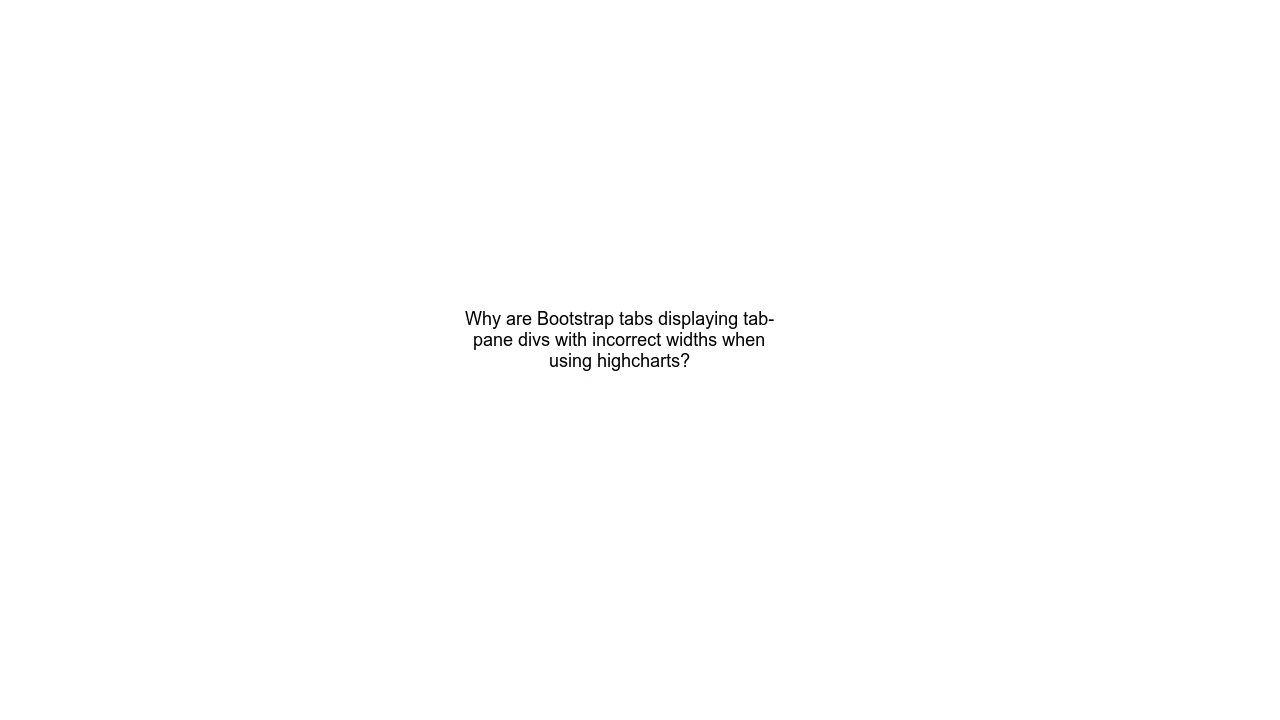 Why are Bootstrap tabs displaying tab-
pane divs with incorrect widths when
using highcharts?